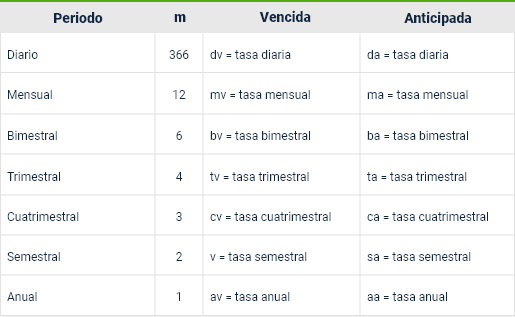 Periodo m Vencida Anticipada
Diario 366 dv = tasa diaria da = tasa diaria
Mensual 12 mv = tasa mensual ma = tasa mensual
Bimestral 6 bv = tasa bimestral ba = tasa bimestral
Trimestral 4 tv = tasa trimestral ta = tasa trimestral
Cuatrimestral 3 cv = tasa cuatrimestral ca = tasa cuatrimestral
Semestral 2 v = tasa semestral sa = tasa semestral
Anual 1 av = tasa anual aa = tasa anual